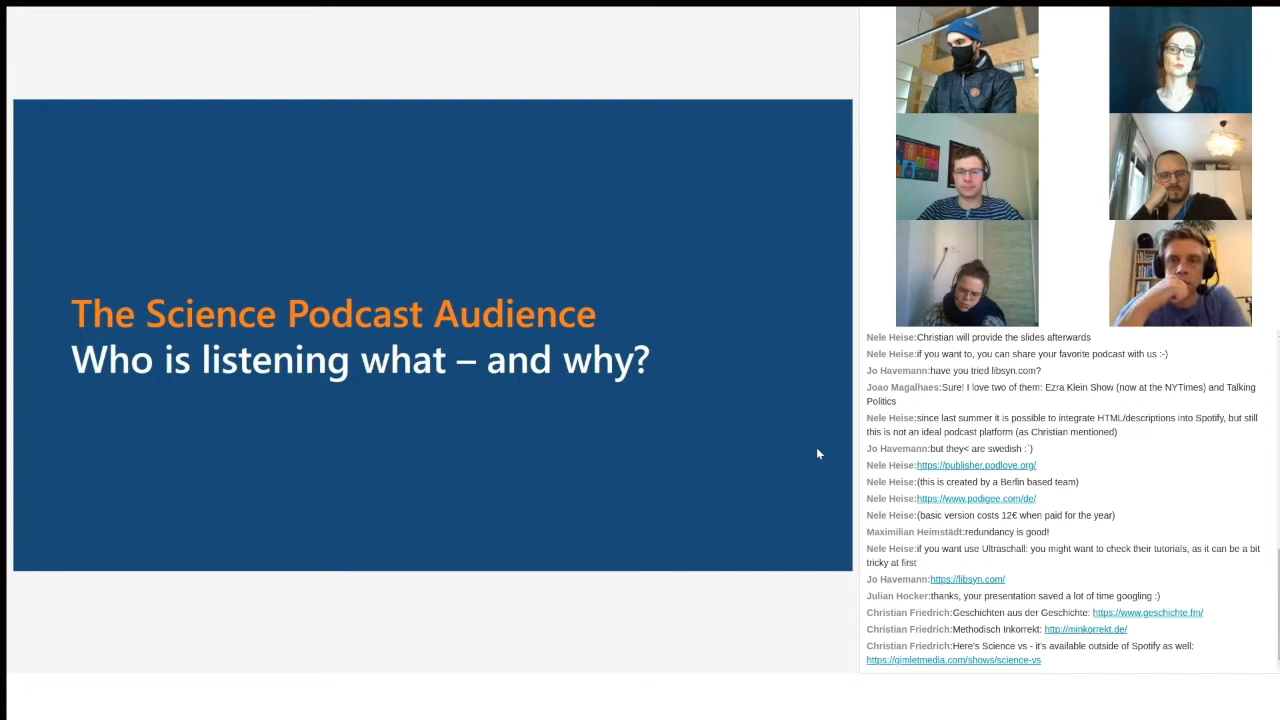 The Science Podcast Audience
Who is listening what – and why?
Nele Heise:Christian will provide the slides afterwards
Nele Heise:if you want to, you can share your favorite podcast with us :-)
Jo Havemann:have you tried libsyn.com?
Joao Magalhaes:Sure! I love two of them: Ezra Klein Show (now at the NYTimes) and Talking
Politics
Nele Heise:since last summer it is possible to integrate HTML/descriptions into Spotify, but still
this is not an ideal podcast platform (as Christian mentioned)
Jo Havemann:but they< are swedish :`)
Nele Heise:https://publisher.podlove.org/
Nele Heise:(this is created by a Berlin based team)
Nele Heise:https://www.podigee.com/de/
Nele Heise:(basic version costs 12€ when paid for the year)
Maximilian Heimstädt:redundancy is good!
Nele Heise:if you want use Ultraschall: you might want to check their tutorials, as it can be a bit
tricky at first
Jo Havemann:https://libsyn.com/
Julian Hocker:thanks, your presentation saved a lot of time googling :)
Christian Friedrich:Geschichten aus der Geschichte: https://www.geschichte.fm/
Christian Friedrich:Methodisch Inkorrekt: http://minkorrekt.de/
Christian Friedrich:Here's Science vs - it's available outside of Spotify as well:
https://gimletmedia.com/shows/science-vs